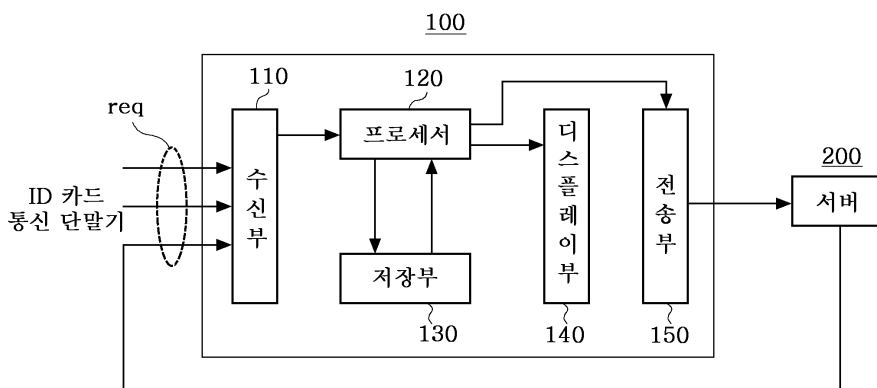 100
110
120
req
프로세서
수신부
디스플레이부
전송부
200
서버
ID 카드
통신 단말기
저장부
130
140
150